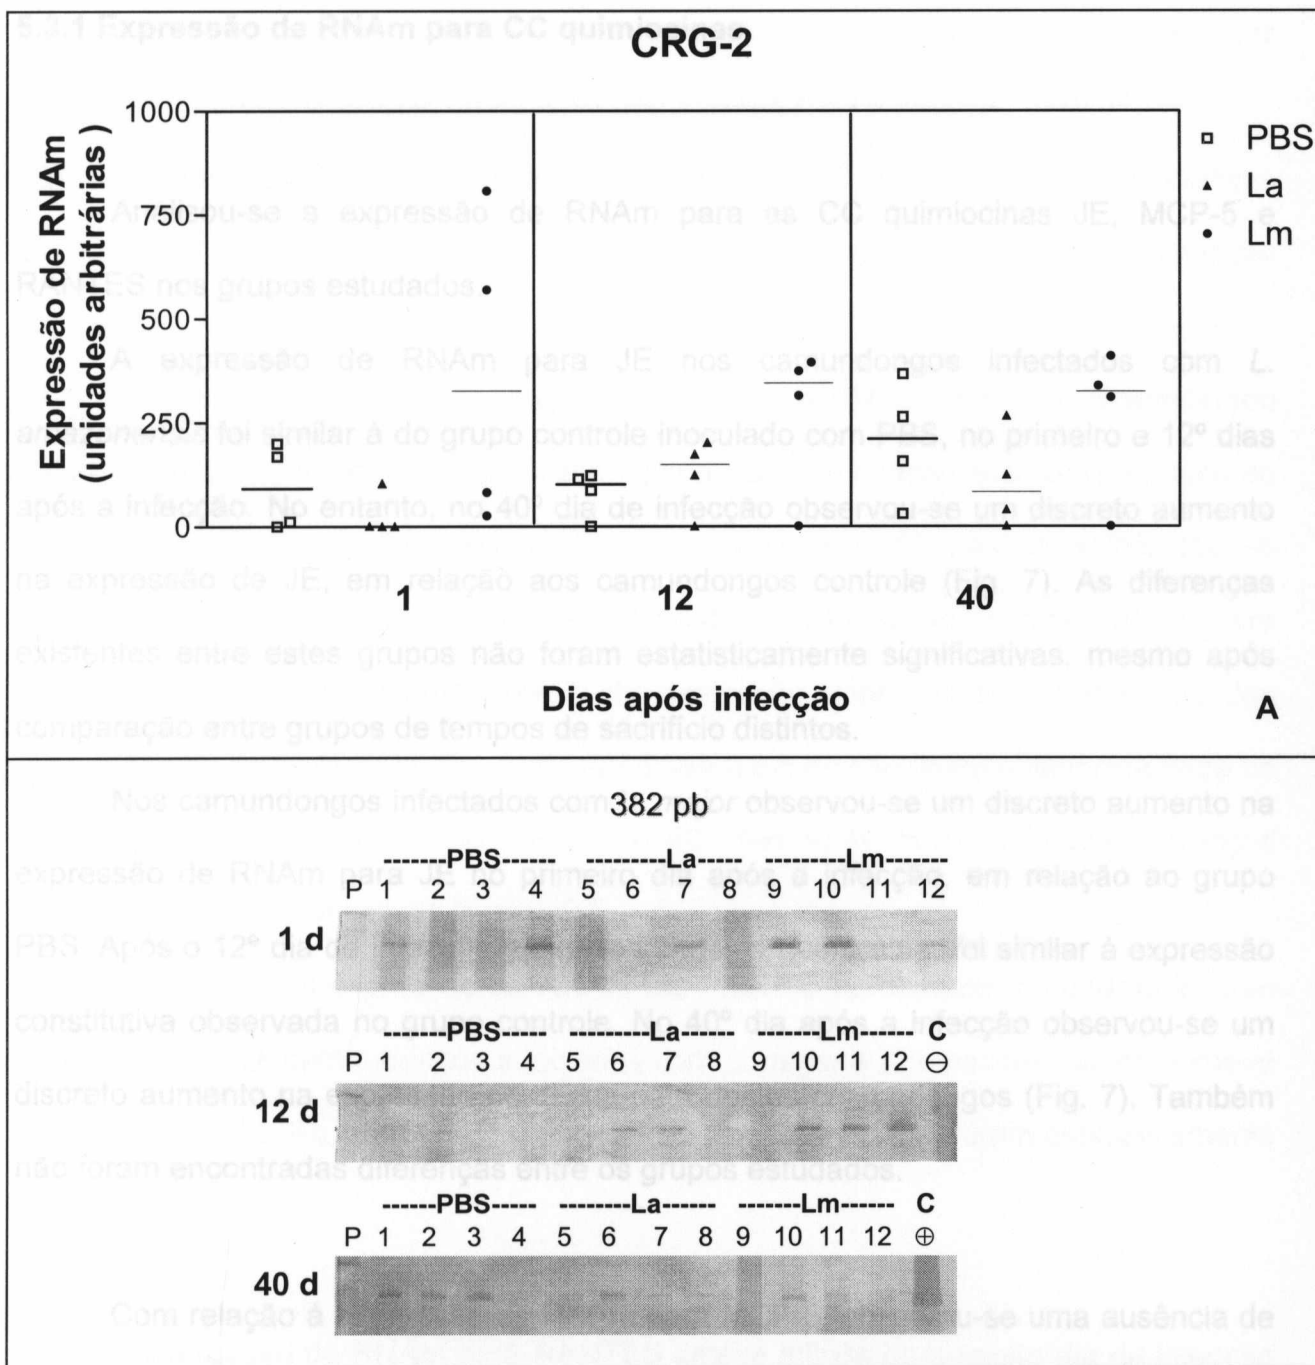 5.3.1 Expressão de RNAm para CC quimiocinas
CRG-2
Expressão de RNAm
(unidades arbitrarias )
1000
750
500
250
0
PBS
La
Lm
1 12 40
Dias após infecção
A
Analisou-se a expressão de RNAm para as CC quimiocinas JE, MCP-5 e
RANTES nos grupos estudados.
A expressão de RNAm para JE nos camundongos infectados com L.
amazonensis foi similar à do grupo controle inoculado com PBS, no primeiro e 12º dias
após a infecção. No entanto, no 40º dia de infecção observou-se um discreto aumento
na expressão de JE, em relação aos camundongos controle (Fig. 7). As diferenças
existentes entre estes grupos não foram estatisticamente significativas, mesmo após
comparação entre grupos de tempos de sacrifício distintos.
Nos camundongos infectados com major observou-se um discreto aumento na
expressão de RNAm para JE no primeiro dia após a infecção, em relação ao grupo
PBS. Após o 12º dia foi similar à expressão
constitutiva observada no grupo controle. No 40º dia após a infecção observou-se um
discreto aumento na (Fig. 7). Também
não foram encontradas diferenças entre os grupos estudados.
Com relação à uma ausência de
382 pb
-------PBS------ --------La----- ---------Lm-------
P 1 2 3 4 5 6 7 8 9 10 11 12
1 d
------PBS------ --------La------- -------Lm------- C
P 1 2 3 4 5 6 7 8 9 10 11 12 ⊖
12 d
------PBS------ --------La------- --------Lm------- C
P 1 2 3 4 5 6 7 8 9 10 11 12 ⊕
40 d